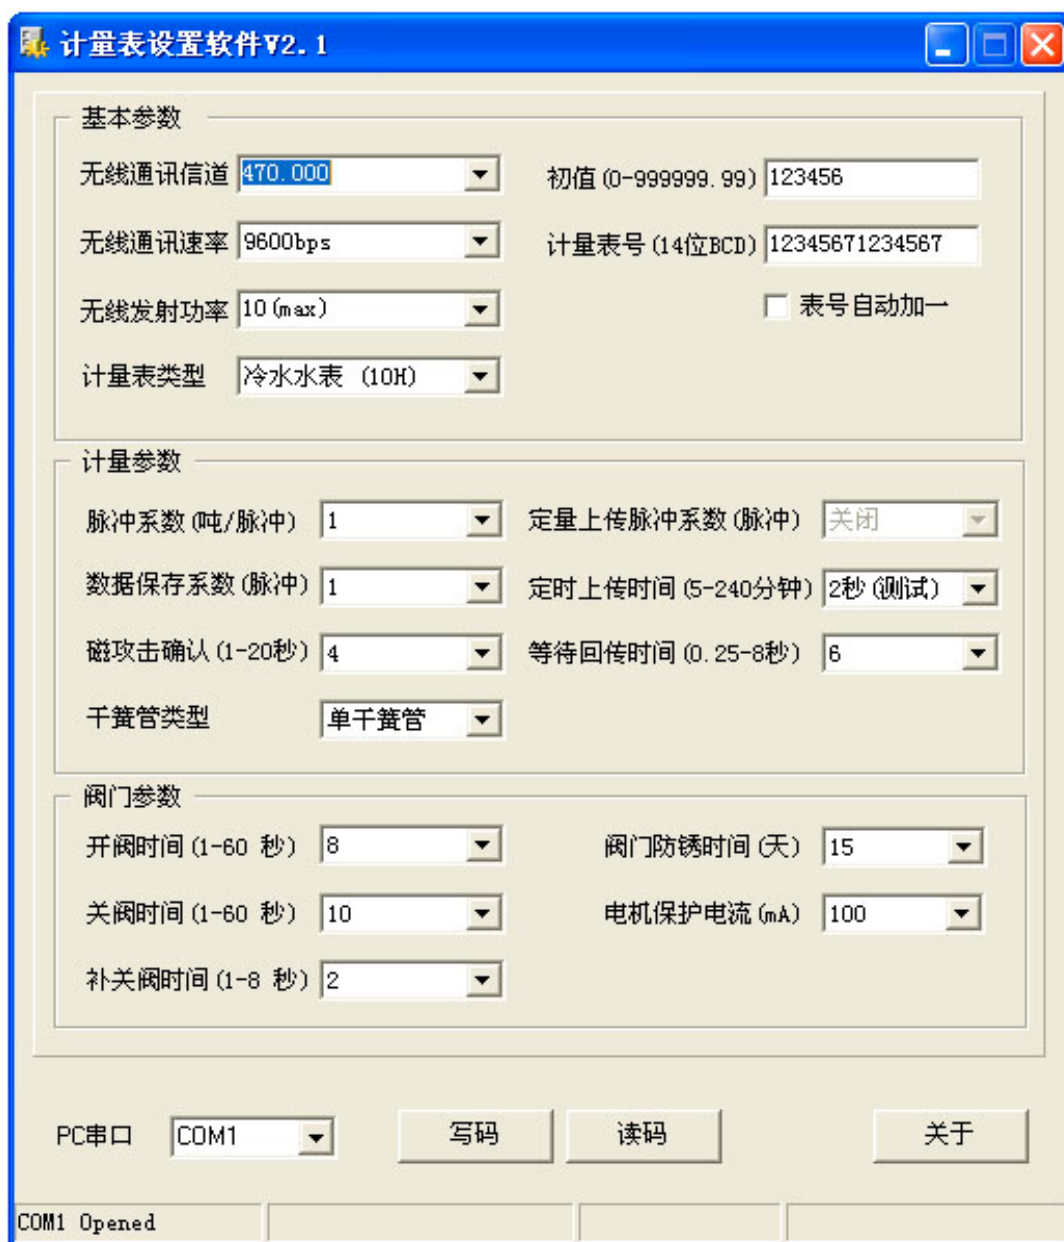 计量表设置软件V2.1
基本参数
无线通讯信道 470.000 初值(0-999999.99) 123456
无线通讯速率 9600bps 计量表号(14位BCD) 12345671234567
无线发射功率 10(max) 表号自动加一
计量表类型 冷水水表 (10H)
计量参数
脉冲系数(吨/脉冲) 1 定量上传脉冲系数(脉冲) 关闭
数据保存系数(脉冲) 1 定时上传时间(5-240分钟) 2秒(测试)
磁攻击确认(1-20秒) 4 等待回传时间(0.25-8秒) 6
干簧管类型 单干簧管
阀门参数
开阀时间(1-60 秒) 8 阀门防锈时间(天) 15
关阀时间(1-60 秒) 10 电机保护电流(mA) 100
补关阀时间(1-8 秒) 2
PC串口 COM1 写码 读码 关于
COM1 Opened